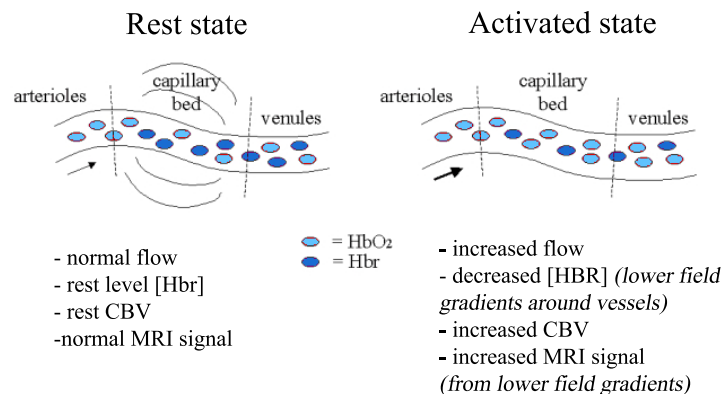 Rest state
arterioles
capillary
bed
venules
- normal flow
- rest level [Hbr]
- rest CBV
-normal MRI signal
= HbO₂
= Hbr
Activated state
arterioles
capillary
bed
venules
- increased flow
- decreased [HBR] (lower field
gradients around vessels)
- increased CBV
- increased MRI signal
(from lower field gradients)